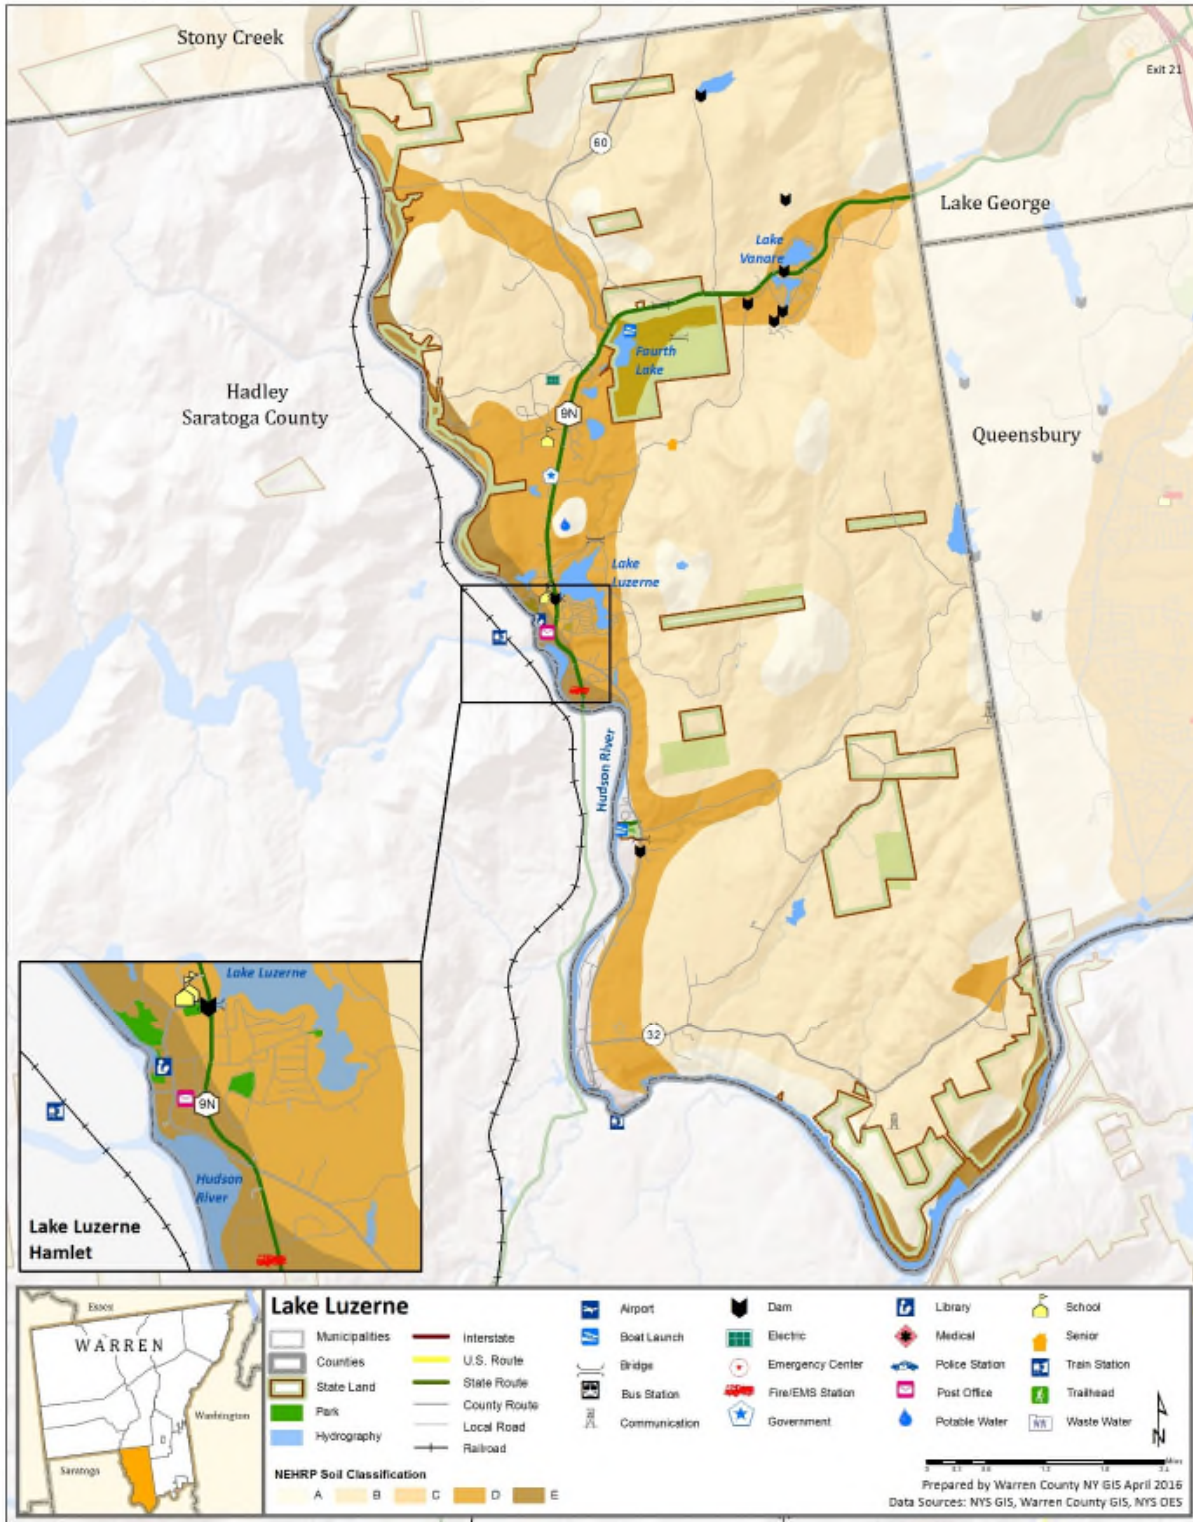 Stony Creek
Exit 21
60
Lake George
Lake
Vanare
Fourth
Lake
Hadley
Saratoga County
9N
Queensbury
Lake
Luzerne
Hudson River
32
Lake Luzerne
9N
Hudson
River
Lake Luzerne
Hamlet
Essex
WARREN
Washington
Saratoga
Lake Luzerne
Municipalities
Counties
State Land
Park
Hydrography
Interstate
U.S. Route
State Route
County Route
Local Road
Railroad
Airport
Boat Launch
Bridge
Bus Station
Communication
Dam
Electric
Emergency Center
Fire/EMS Station
Government
Library
Medical
Police Station
Post Office
Potable Water
School
Senior
Train Station
Trailhead
Waste Water
N
NEHRP Soil Classification
A B C D E
Miles
Prepared by Warren County NY GIS April 2016
Data Sources: NYS GIS, Warren County GIS, NYS OES